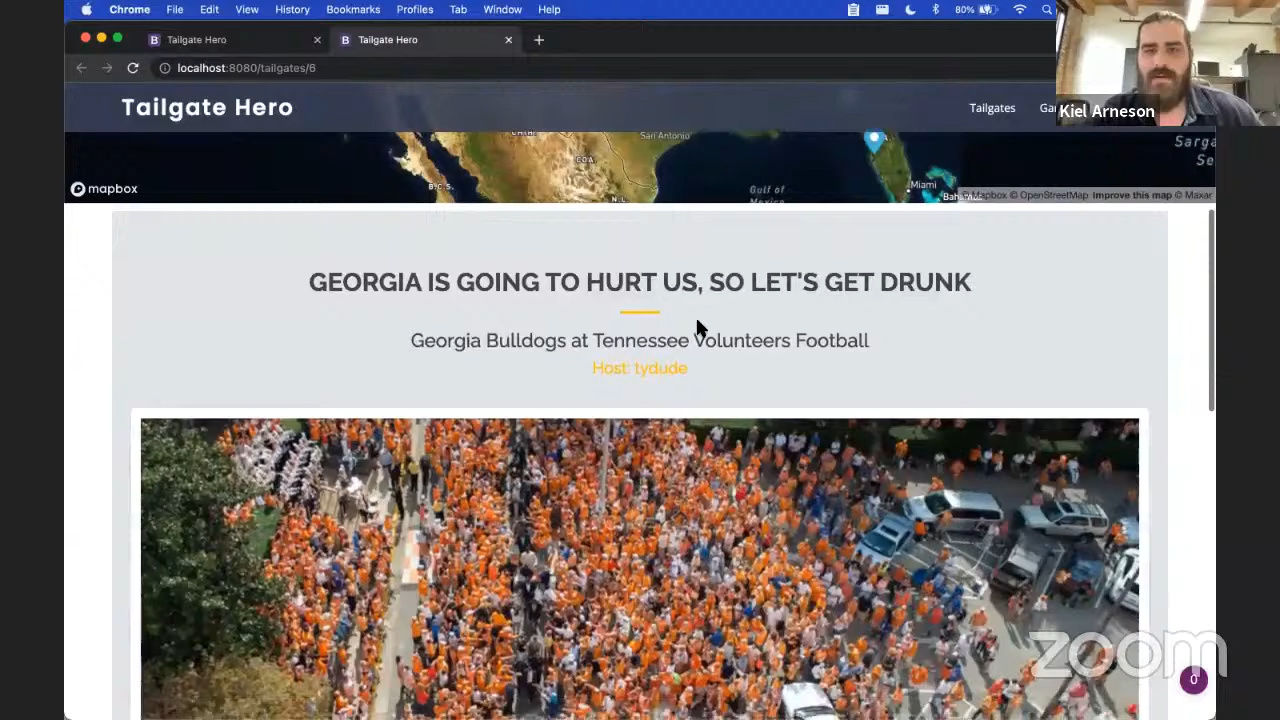 Chrome File Edit View History Bookmarks Profiles Tab Window Help 80%
Tailgate Hero
Tailgate Hero
localhost:8080/tailgates/6
Tailgate Hero
Tailgates
Kiel Arneson
San Antonio
COA.
B.C.S.
N.L.
Gulf of
Mexico
Miami
mapbox
Mapbox © OpenStreetMap Improve this map © Maxar
GEORGIA IS GOING TO HURT US, SO LET'S GET DRUNK
Georgia Bulldogs at Tennessee Volunteers Football
Host: tydude
zoom
0